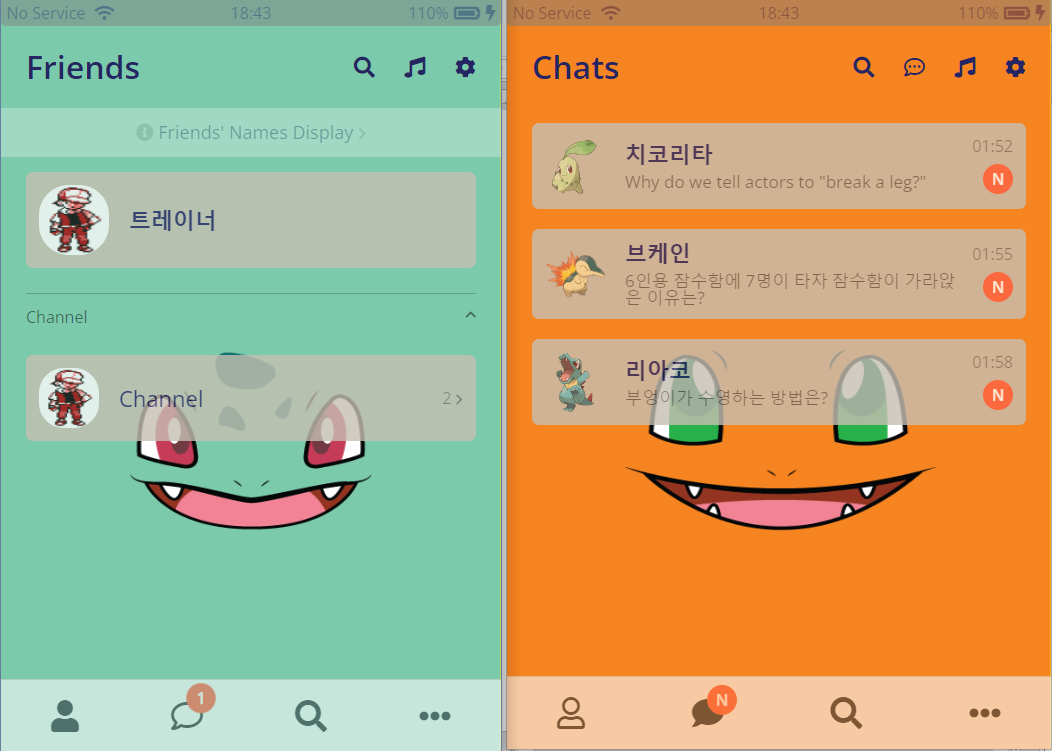 No Service 18:43 110%
Friends
Friends' Names Display
트레이너
Channel
Channel 2
1
No Service 18:43 110%
Chats
치코리타 01:52
Why do we tell actors to "break a leg?" N
브케인 01:55
6인용 잠수함에 7명이 타자 잠수함이 가라앉 N
은 이유는?
리아코 01:58
부엉이가 수영하는 방법은? N
N